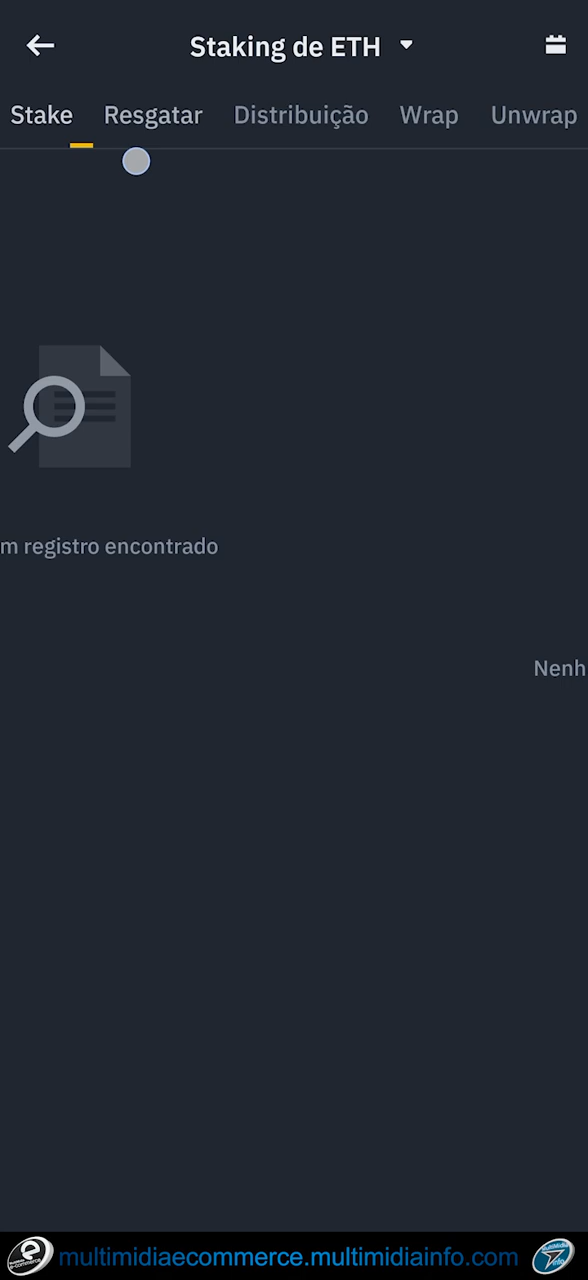 Staking de ETH
Stake Resgatar Distribuição Wrap Unwrap
m registro encontrado
Nenh
multimidiaecommerce.multimidiainfo.com